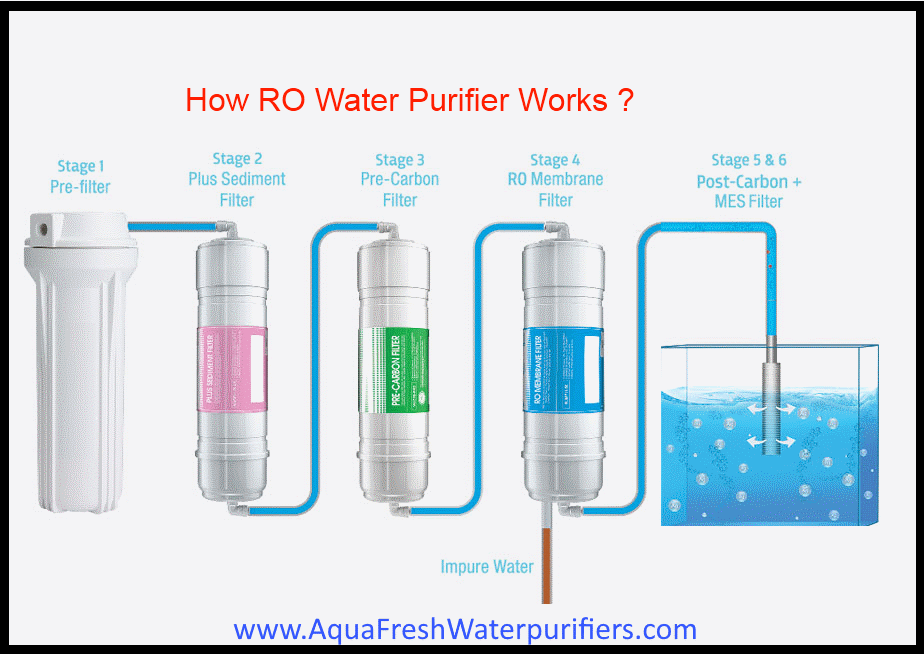 How RO Water Purifier Works ?
Stage 1
Pre-filter
Stage 2
Plus Sediment
Filter
Stage 3
Pre-Carbon
Filter
Stage 4
RO Membrane
Filter
Stage 5 & 6
Post-Carbon +
MES Filter
PLUS SEDIMENT FILTER
PRE-CARBON FILTER
RO MEMBRANE FILTER
Impure Water
www.AquaFreshWaterpurifiers.com